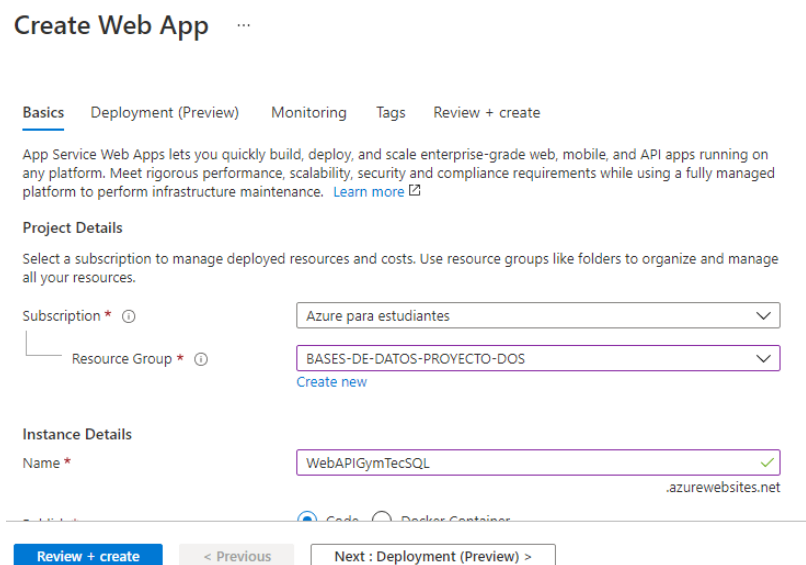 Create Web App ...
Basics Deployment (Preview) Monitoring Tags Review + create
App Service Web Apps lets you quickly build, deploy, and scale enterprise-grade web, mobile, and API apps running on
any platform. Meet rigorous performance, scalability, security and compliance requirements while using a fully managed
platform to perform infrastructure maintenance. Learn more
Project Details
Select a subscription to manage deployed resources and costs. Use resource groups like folders to organize and manage
all your resources.
Subscription * Azure para estudiantes
Resource Group * BASES-DE-DATOS-PROYECTO-DOS
Create new
Instance Details
Name * WebAPIGymTecSQL
.azurewebsites.net
Code Docker Container
Review + create < Previous Next : Deployment (Preview) >